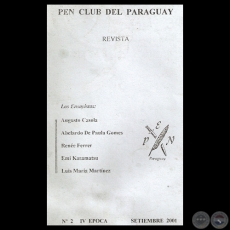 PEN CLUB DEL PARAGUAY
REVISTA
Los Escritores:
Augusto Casola
Abelardo De Paula Gomes
Renée Ferrer
Emi Kasamatsu
Luis María Martínez
P E N
Paraguay
Nº 2 IV EPOCA SETIEMBRE 2001